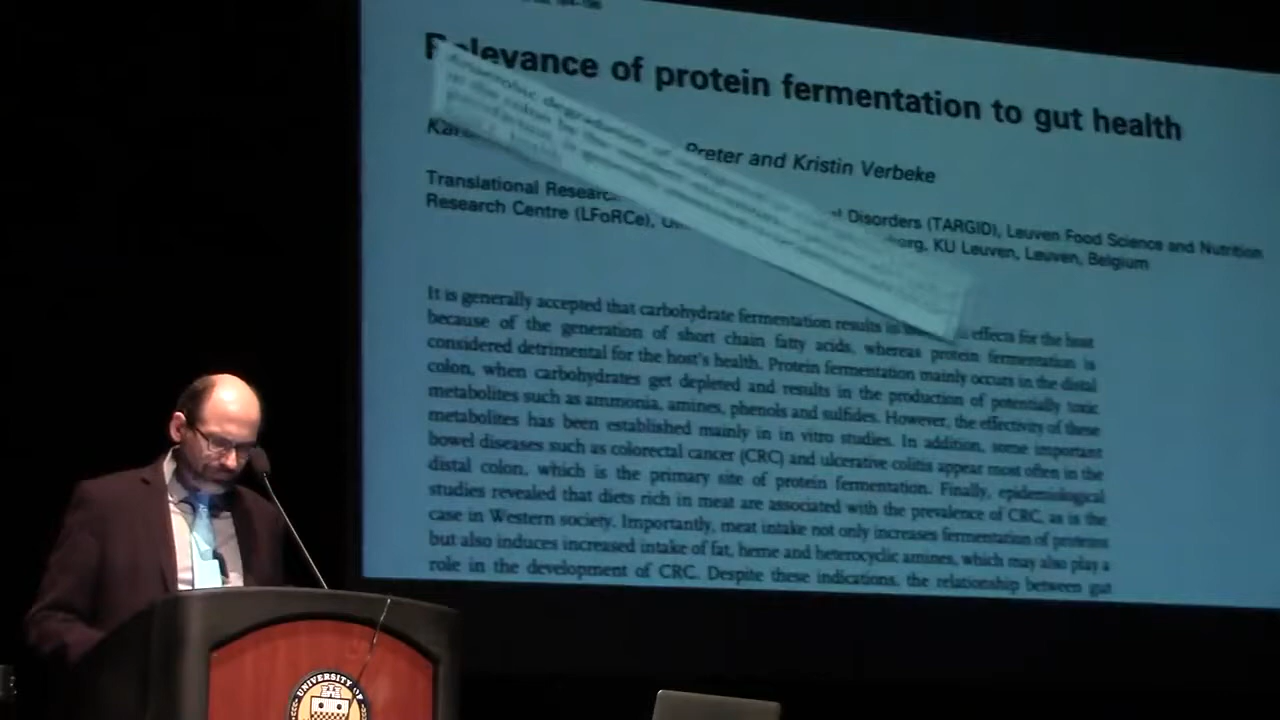 Relevance of protein fermentation to gut health
Preter and Kristin Verbeke
Translational Disorders (TARGID), Leuven Food Science and Nutrition
Research Centre (LFoRCe), KU Leuven, Leuven, Belgium
It is generally accepted that carbohydrate fermentation results in effects for the host
because of the generation of short chain fatty acids, whereas protein fermentation is
considered detrimental for the host's health. Protein fermentation mainly occurs in the distal
colon, when carbohydrates get depleted and results in the production of potentially toxic
metabolites such as ammonia, amines, phenols and sulfides. However, the effectivity of these
metabolites has been established mainly in in vitro studies. In addition, some important
bowel diseases such as colorectal cancer (CRC) and ulcerative colitis appear most often in the
distal colon, which is the primary site of protein fermentation. Finally, epidemiological
studies revealed that diets rich in meat are associated with the prevalence of CRC, as is the
case in Western society. Importantly, meat intake not only increases fermentation of proteins
but also induces increased intake of fat, heme and heterocyclic amines, which may also play a
role in the development of CRC. Despite these indications, the relationship between gut
UNIVERSITY OF